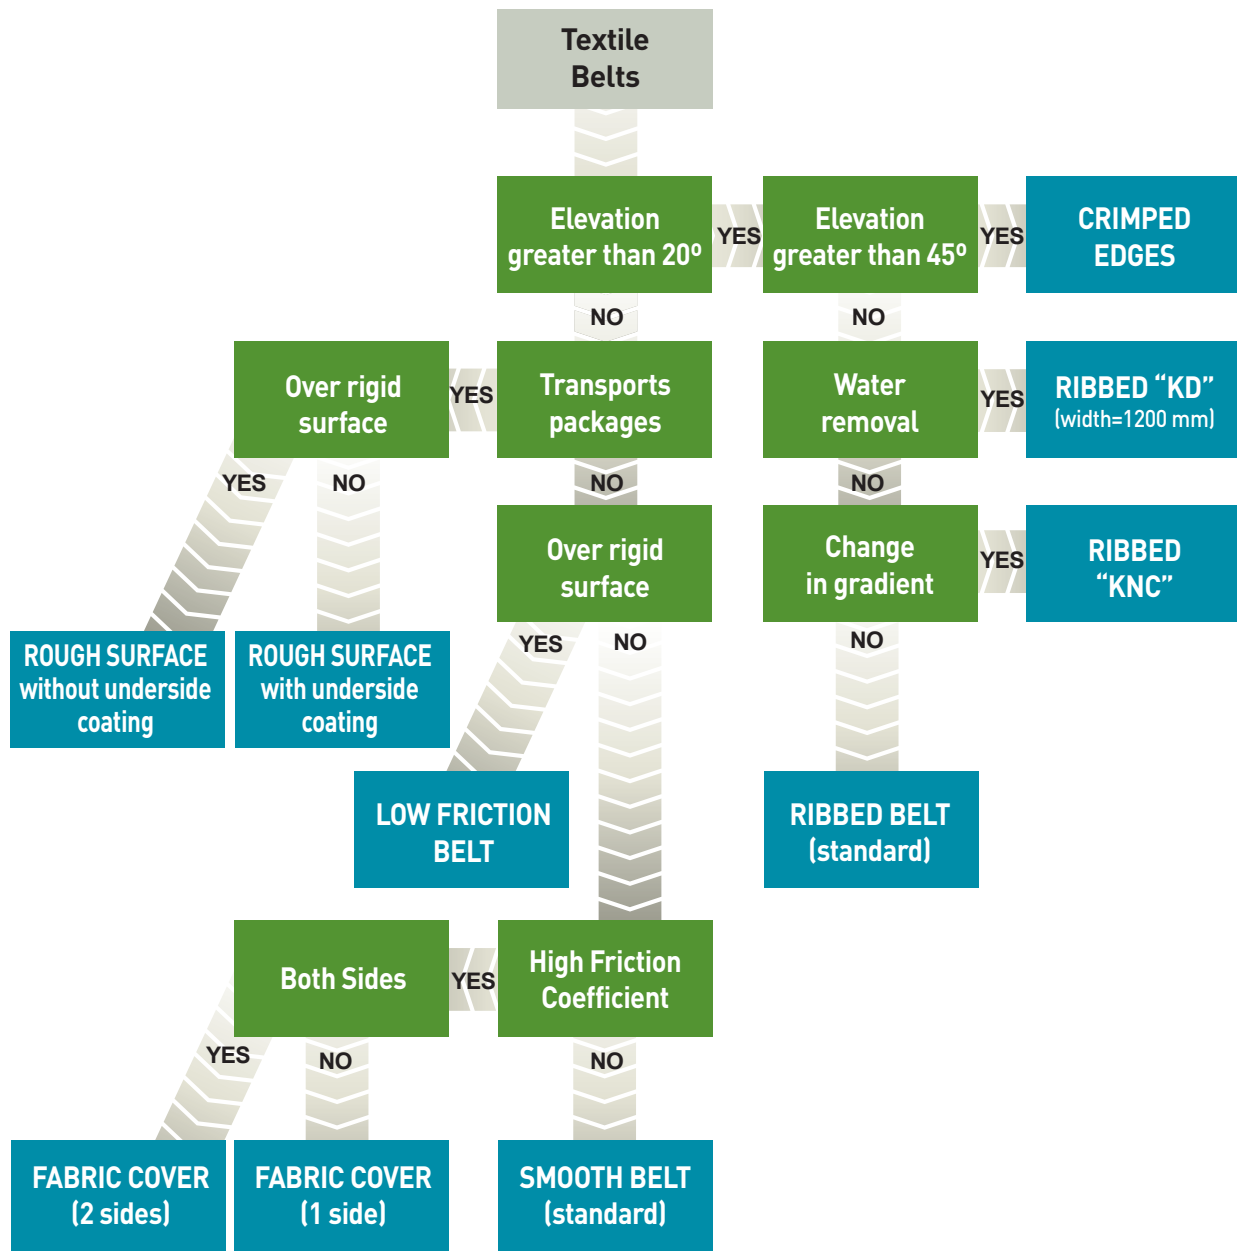 Textile
Belts
Elevation
greater than 20º
YES
Elevation
greater than 45º
YES
CRIMPED
EDGES
NO
NO
Over rigid
surface
YES
Transports
packages
Water
removal
YES
RIBBED “KD”
(width=1200 mm)
YES
NO
NO
NO
Over rigid
surface
Change
in gradient
YES
RIBBED
“KNC”
YES
NO
NO
ROUGH SURFACE
without underside
coating
ROUGH SURFACE
with underside
coating
LOW FRICTION
BELT
RIBBED BELT
(standard)
Both Sides
YES
High Friction
Coefficient
YES
NO
NO
FABRIC COVER
(2 sides)
FABRIC COVER
(1 side)
SMOOTH BELT
(standard)